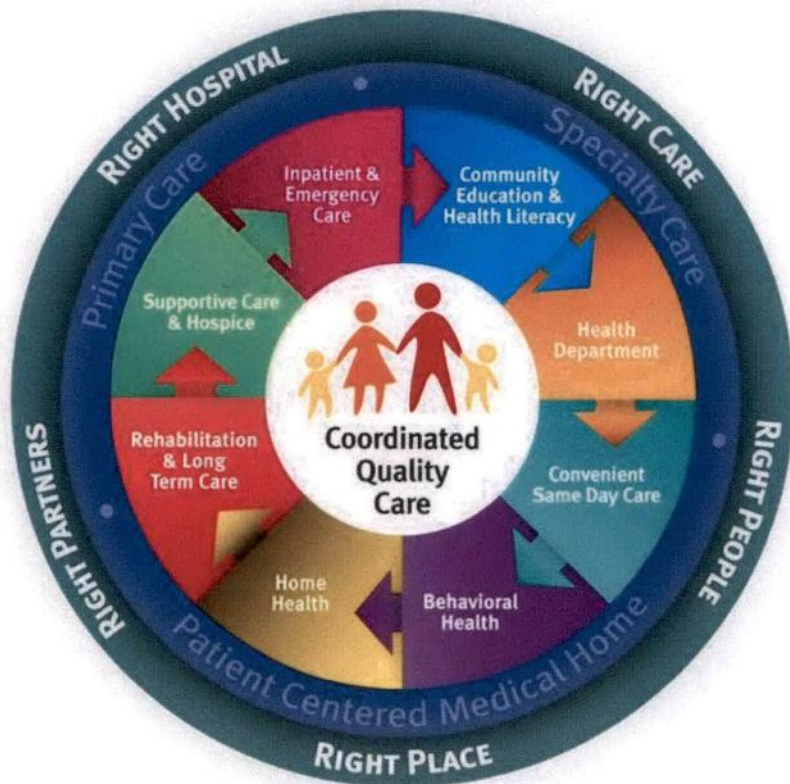 RIGHT HOSPITAL
RIGHT CARE
RIGHT PEOPLE
RIGHT PLACE
RIGHT PARTNERS
Primary Care
Specialty Care
Patient Centered Medical Home
Inpatient &
Emergency
Care
Community
Education &
Health Literacy
Health
Department
Convenient
Same Day Care
Behavioral
Health
Home
Health
Rehabilitation
& Long
Term Care
Supportive Care
& Hospice
Coordinated
Quality
Care